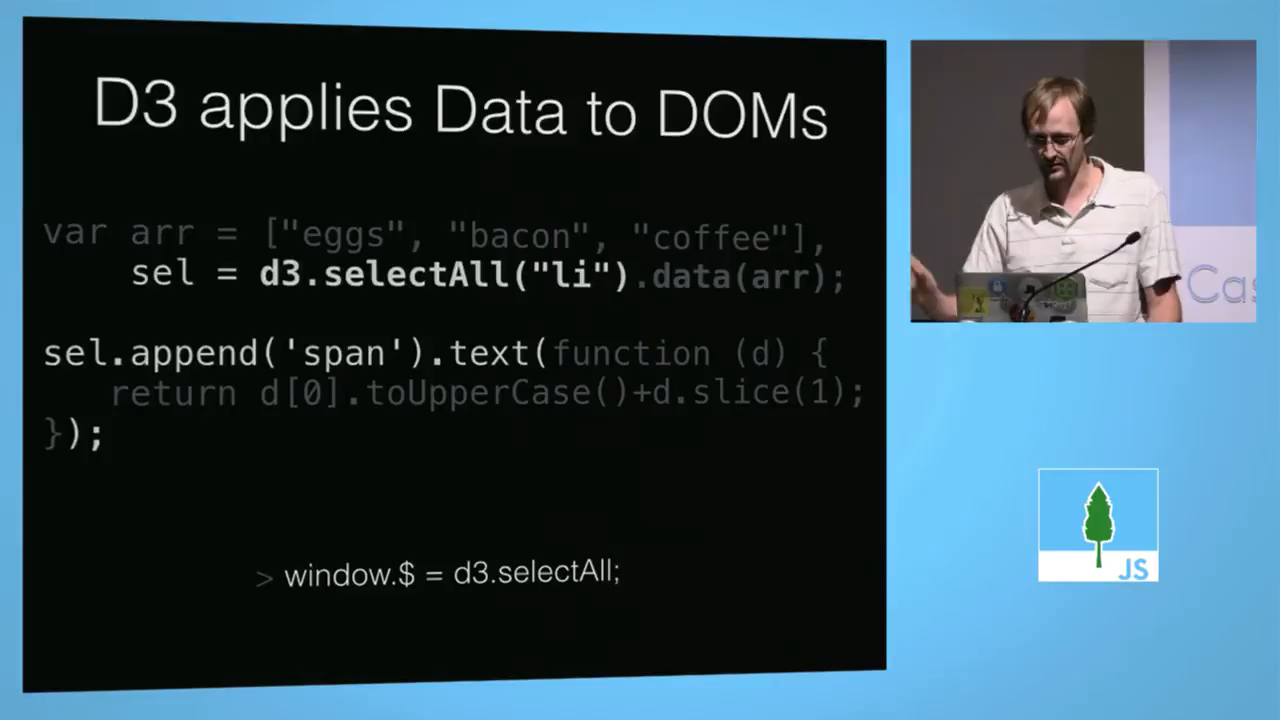 D3 applies Data to DOMs
var arr = ["eggs", "bacon", "coffee"],
sel = d3.selectAll("li").data(arr);
sel.append('span').text(function (d) {
return d[0].toUpperCase()+d.slice(1);
});
> window.$ = d3.selectAll;
Cas
JS